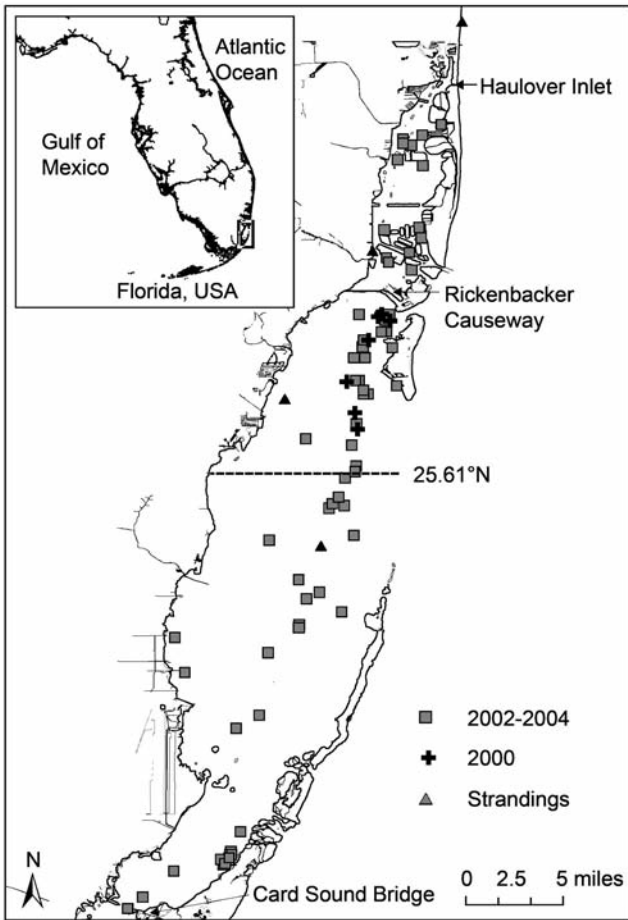 Atlantic
Ocean
Gulf of
Mexico
Florida, USA
Haulover Inlet
Rickenbacker
Causeway
25.61°N
2002-2004
2000
Strandings
N
0 2.5 5 miles
Card Sound Bridge